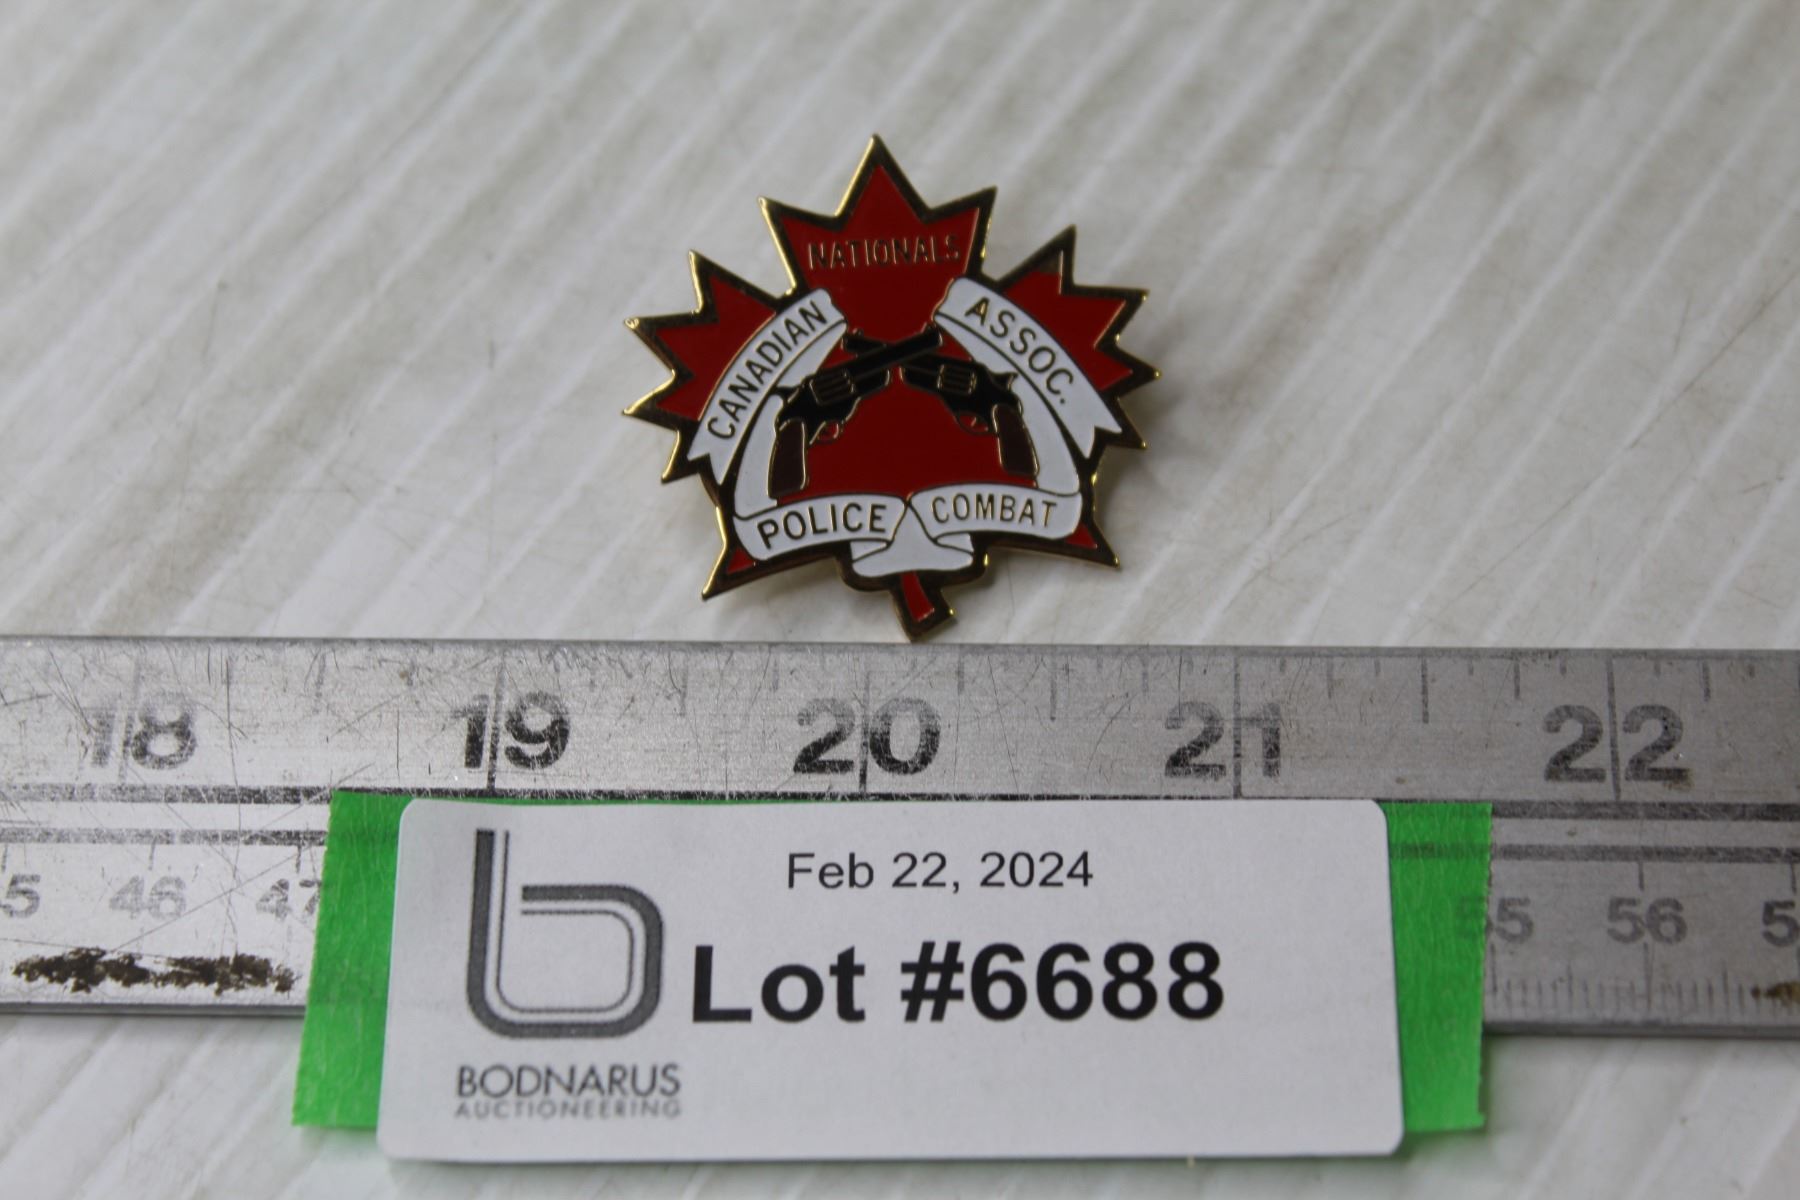 NATIONALS
CANADIAN
ASSOC.
POLICE COMBAT
18 19 20 21 22
46 47 55 56
Feb 22, 2024
Lot #6688
BODNARUS
AUCTIONEERING